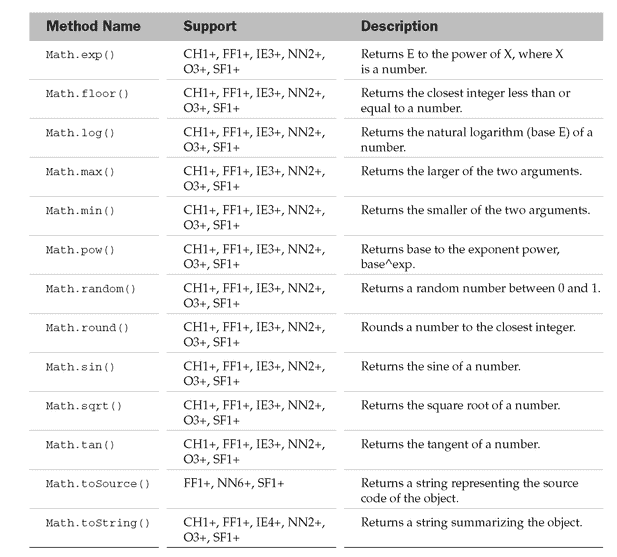 Method Name Support Description
Math.exp() CH1+, FF1+, IE3+, NN2+, Returns E to the power of X, where X
O3+, SF1+ is a number.
Math.floor() CH1+, FF1+, IE3+, NN2+, Returns the closest integer less than or
O3+, SF1+ equal to a number.
Math.log() CH1+, FF1+, IE3+, NN2+, Returns the natural logarithm (base E) of a
O3+, SF1+ number.
Math.max() CH1+, FF1+, IE3+, NN2+, Returns the larger of the two arguments.
O3+, SF1+
Math.min() CH1+, FF1+, IE3+, NN2+, Returns the smaller of the two arguments.
O3+, SF1+
Math.pow() CH1+, FF1+, IE3+, NN2+, Returns base to the exponent power,
O3+, SF1+ base^exp.
Math.random() CH1+, FF1+, IE3+, NN2+, Returns a random number between 0 and 1.
O3+, SF1+
Math.round() CH1+, FF1+, IE3+, NN2+, Rounds a number to the closest integer.
O3+, SF1+
Math.sin() CH1+, FF1+, IE3+, NN2+, Returns the sine of a number.
O3+, SF1+
Math.sqrt() CH1+, FF1+, IE3+, NN2+, Returns the square root of a number.
O3+, SF1+
Math.tan() CH1+, FF1+, IE3+, NN2+, Returns the tangent of a number.
O3+, SF1+
Math.toSource() FF1+, NN6+, SF1+ Returns a string representing the source
code of the object.
Math.toString() CH1+, FF1+, IE4+, NN2+, Returns a string summarizing the object.
O3+, SF1+